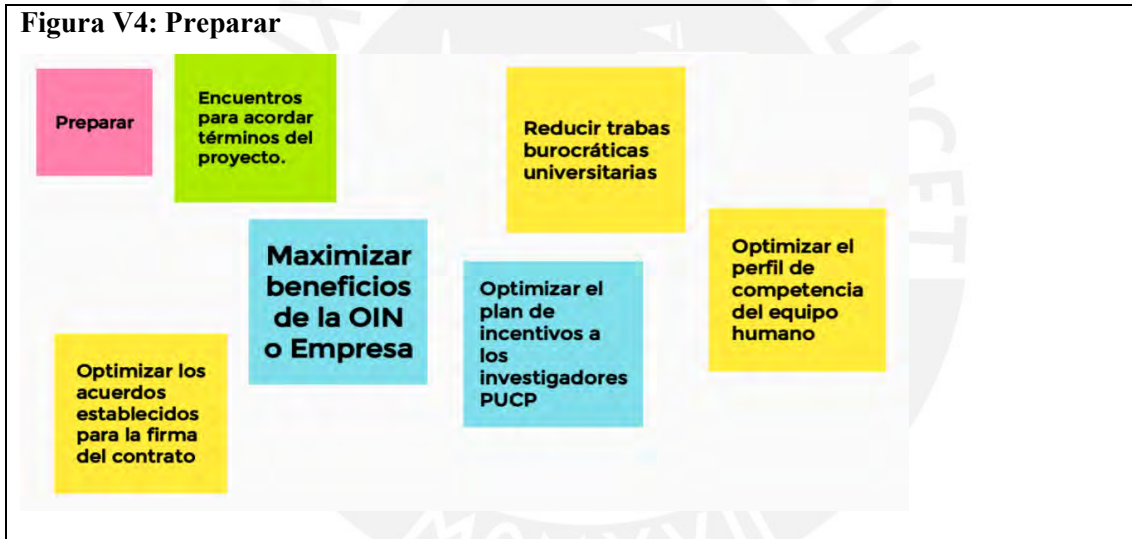 Figura V4: Preparar
Preparar
Encuentros
para acordar
términos del
proyecto.
Reducir trabas
burocráticas
universitarias
Maximizar
beneficios
de la OIN
o Empresa
Optimizar el
plan de
incentivos a
los
investigadores
PUCP
Optimizar el
perfil de
competencia
del equipo
humano
Optimizar los
acuerdos
establecidos
para la firma
del contrato